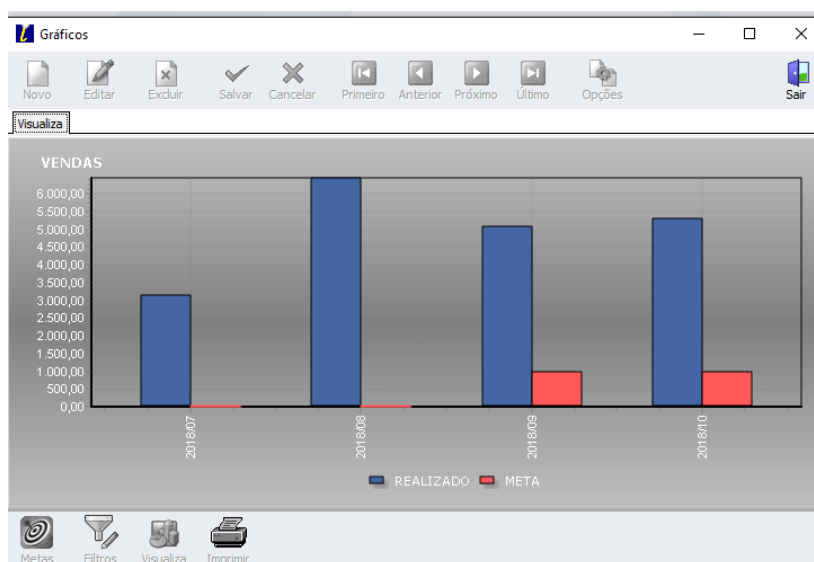 Gráficos
Novo Editar Excluir Salvar Cancelar Primeiro Anterior Próximo Último Opções Sair
Visualiza
VENDAS
6.000,00
5.500,00
5.000,00
4.500,00
4.000,00
3.500,00
3.000,00
2.500,00
2.000,00
1.500,00
1.000,00
500,00
0,00
2018/07 2018/08 2018/09 2018/10
REALIZADO META
Metas Filtros Visualiza Imprimir